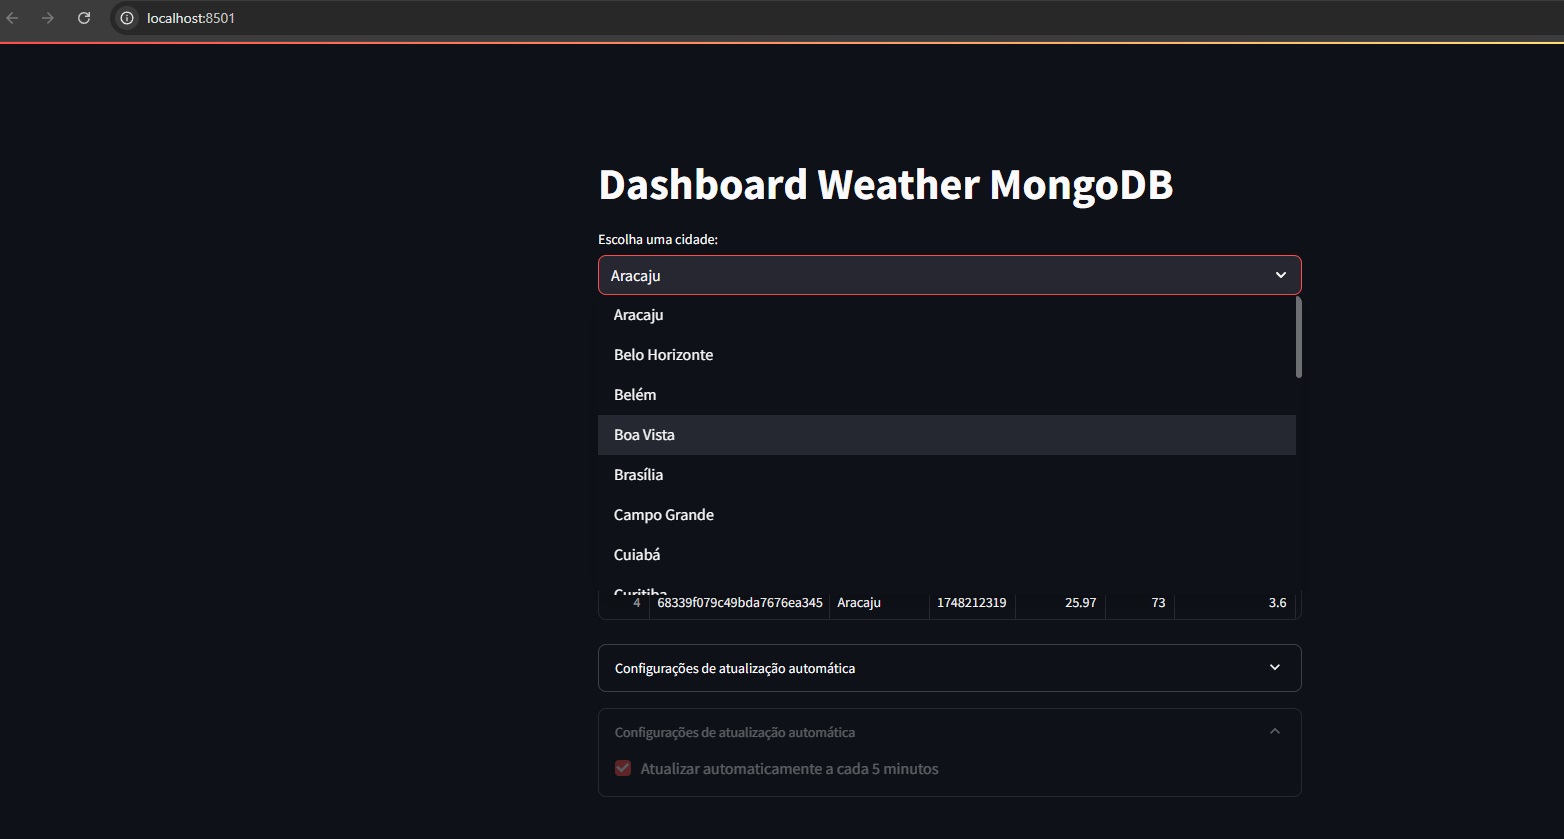 localhost:8501
Dashboard Weather MongoDB
Escolha uma cidade:
Aracaju
Aracaju
Belo Horizonte
Belém
Boa Vista
Brasília
Campo Grande
Cuiabá
Curitiba
4 68339f079c49bda7676ea345 Aracaju 1748212319 25.97 73 3.6
Configurações de atualização automática
Configurações de atualização automática
Atualizar automaticamente a cada 5 minutos